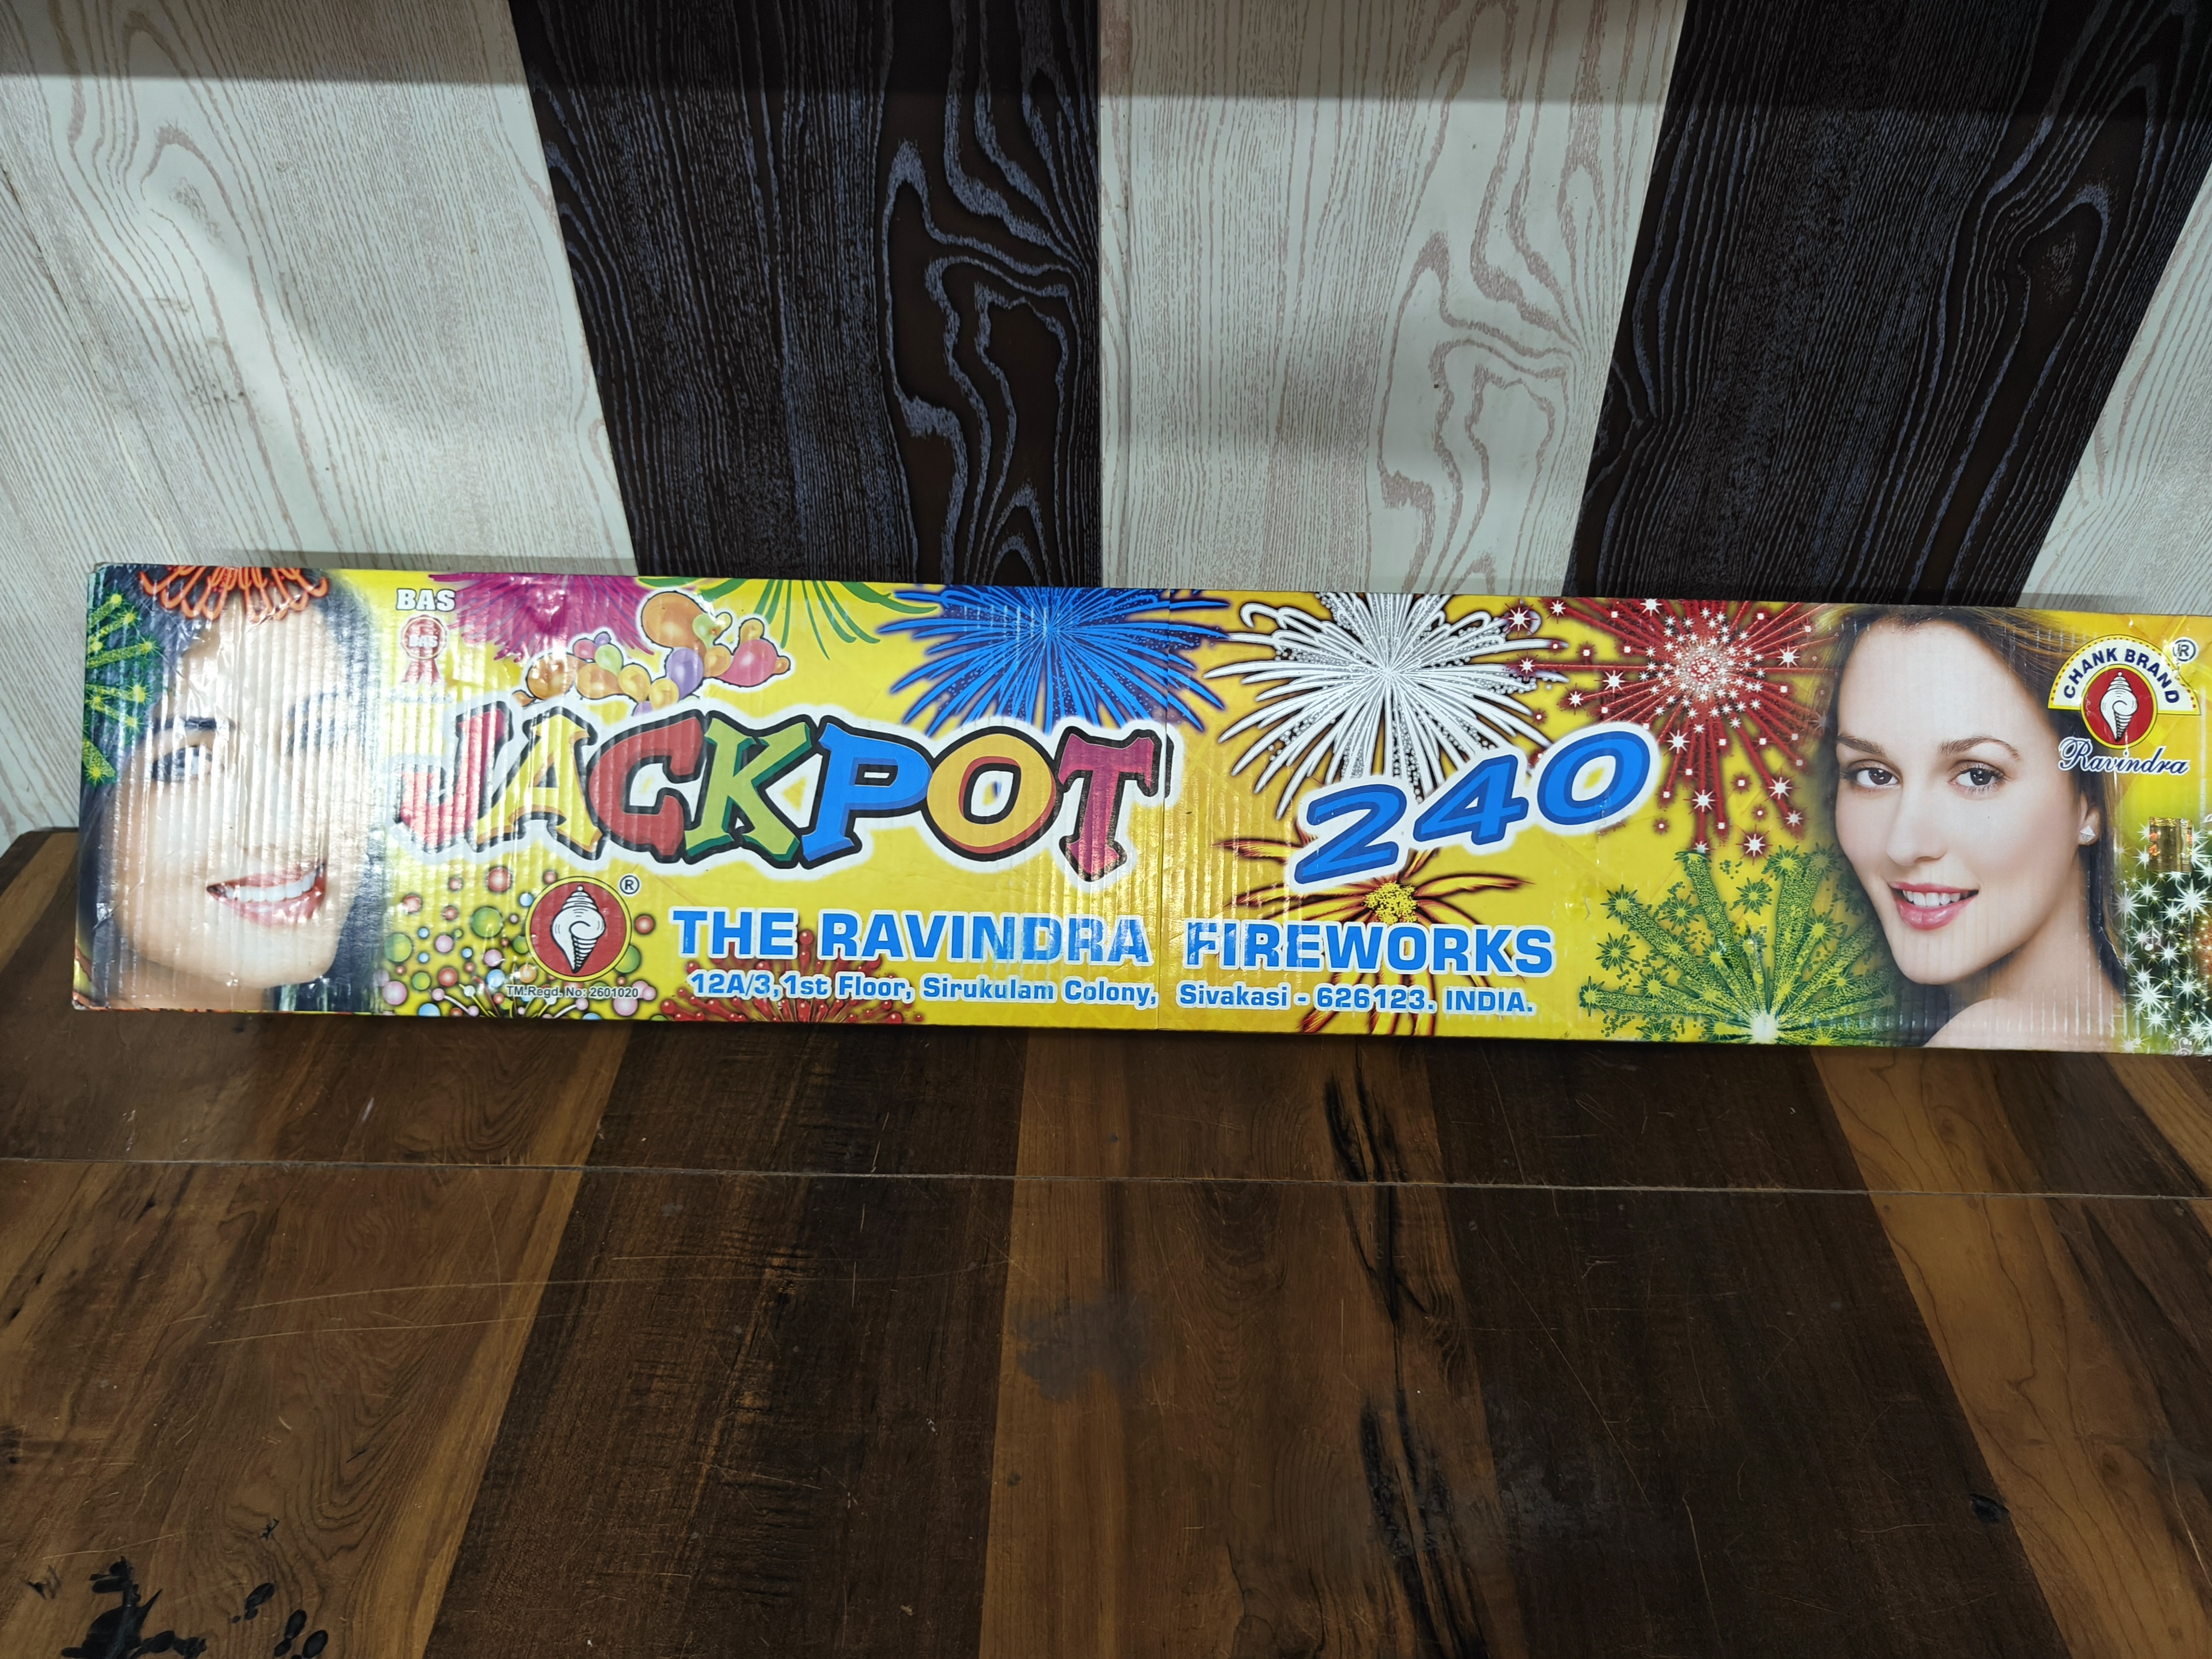 BAS
BAS
JACKPOT 240
CHANK BRAND ®
Ravindra
®
TM.Regd. No: 2601020
THE RAVINDRA FIREWORKS
12A/3, 1st Floor, Sirukulam Colony, Sivakasi - 626123. INDIA.